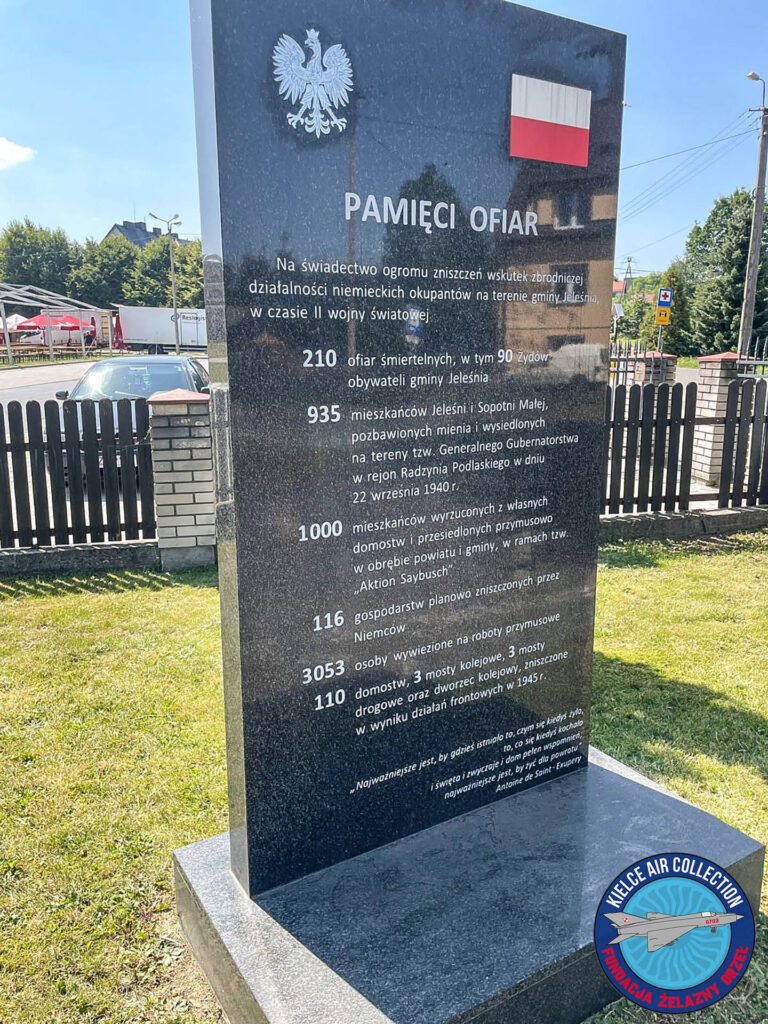 PAMIĘCI OFIAR
Na świadectwo ogromu zniszczeń wskutek zbrodniczej
działalności niemieckich okupantów na terenie gminy Jeleśnia,
w czasie II wojny światowej.
210 ofiar śmiertelnych, w tym 90 Żydów
obywateli gminy Jeleśnia
935 mieszkańców Jeleśni i Sopotni Małej,
pozbawionych mienia i wysiedlonych
na tereny tzw. Generalnego Gubernatorstwa
w rejon Radzynia Podlaskiego w dniu
22 września 1940 r.
1000 mieszkańców wyrzuconych z własnych
domostw i przesiedlonych przymusowo
w obrębie powiatu i gminy, w ramach tzw.
„Aktion Saybusch”
116 gospodarstw planowo zniszczonych przez
Niemców
3053 osoby wywiezione na roboty przymusowe
110 domostw, 3 mosty kolejowe, 3 mosty
drogowe oraz dworzec kolejowy, zniszczone
w wyniku działań frontowych w 1945 r.
„Najważniejsze jest, by gdzieś istniało to, czym się kiedyś żyło,
to, co się kiedyś kochało
i święta i zwyczaje i dom pełen wspomnień,
najważniejsze jest, by żyć dla powrotu”
Antoine de Saint - Exupery
KIELCE AIR COLLECTION
0703
FUNDACJA ŻELAZNY ORZEŁ